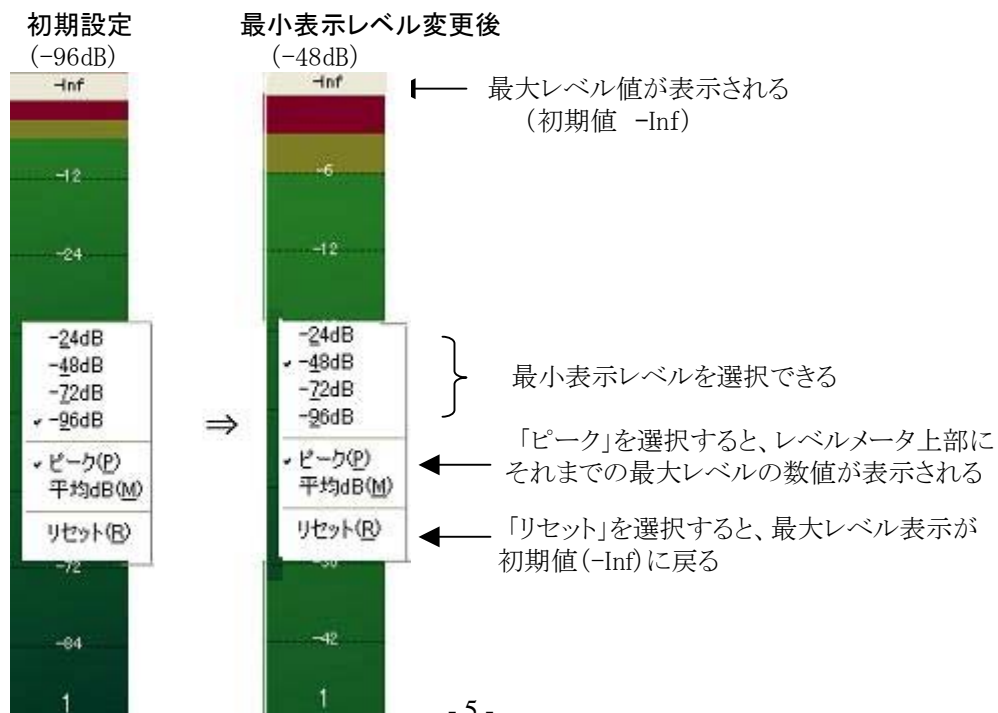 初期設定
(-96dB)
-Inf
-12
-24
-24dB
-48dB
-72dB
-96dB
ピーク(P)
平均dB(M)
リセット(R)
-72
-84
1
⇒
最小表示レベル変更後
(-48dB)
-Inf
-6
-12
-24dB
-48dB
-72dB
-96dB
ピーク(P)
平均dB(M)
リセット(R)
-42
1
最大レベル値が表示される
(初期値 -Inf)
最小表示レベルを選択できる
「ピーク」を選択すると、レベルメータ上部に
それまでの最大レベルの数値が表示される
「リセット」を選択すると、最大レベル表示が
初期値(-Inf)に戻る
- 5 -